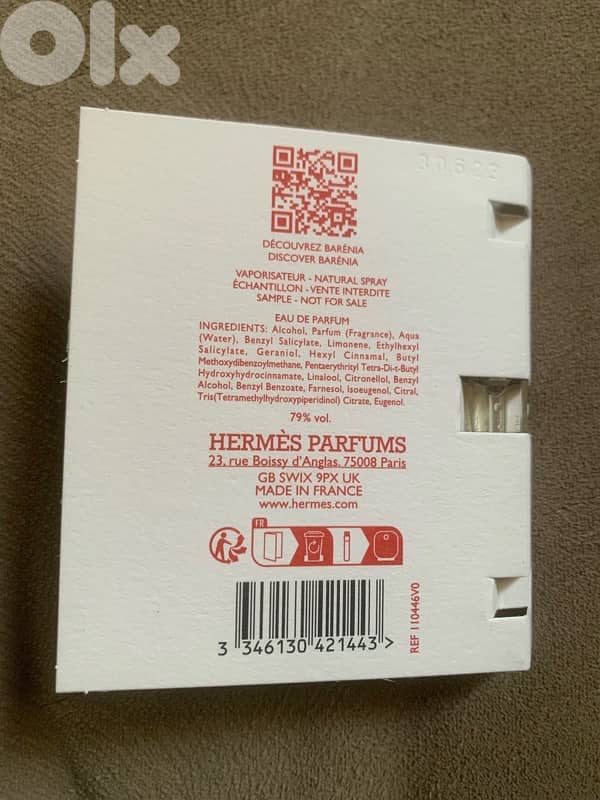 Olx
30623
DÉCOUVREZ BARÉNIA
DISCOVER BARÉNIA
VAPORISATEUR - NATURAL SPRAY
ÉCHANTILLON - VENTE INTERDITE
SAMPLE - NOT FOR SALE
EAU DE PARFUM
INGREDIENTS: Alcohol, Parfum (Fragrance), Aqua
(Water), Benzyl Salicylate, Limonene, Ethylhexyl
Salicylate, Geraniol, Hexyl Cinnamal, Butyl
Methoxydibenzoylmethane, Pentaerythrityl Tetra-Di-t-Butyl
Hydroxyhydrocinnamate, Linalool, Citronellol, Benzyl
Alcohol, Benzyl Benzoate, Farnesol, Isoeugenol, Citral,
Tris(Tetramethylhydroxypiperidinol) Citrate, Eugenol.
79% vol.
HERMÈS PARFUMS
23, rue Boissy d'Anglas, 75008 Paris
GB SWIX 9PX UK
MADE IN FRANCE
www.hermes.com
FR
3 346130 421443 >
REF 110446V0